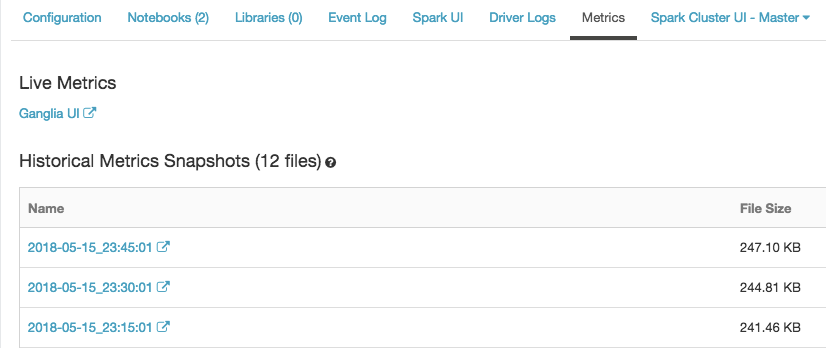 Configuration Notebooks (2) Libraries (0) Event Log Spark UI Driver Logs Metrics Spark Cluster UI - Master
Live Metrics
Ganglia UI
Historical Metrics Snapshots (12 files)
Name File Size
2018-05-15_23:45:01 247.10 KB
2018-05-15_23:30:01 244.81 KB
2018-05-15_23:15:01 241.46 KB